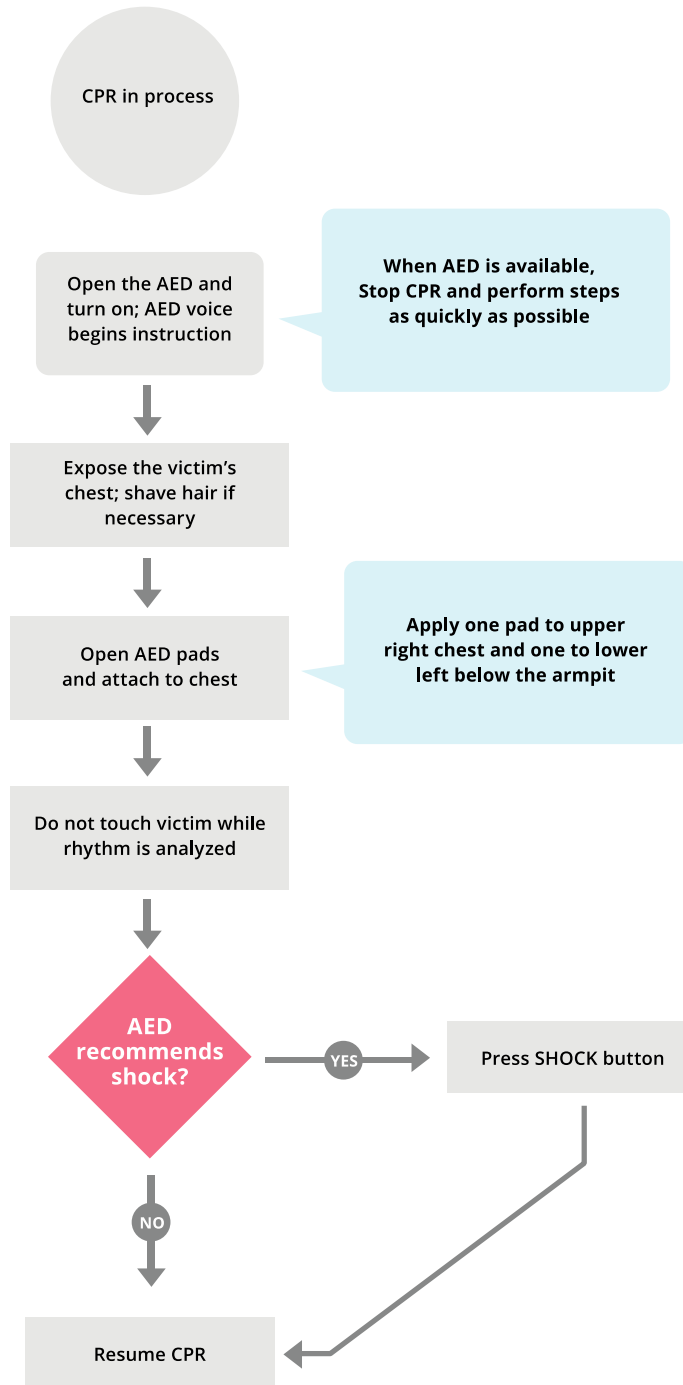 CPR in process
Open the AED and
turn on; AED voice
begins instruction
When AED is available,
Stop CPR and perform steps
as quickly as possible
Expose the victim's
chest; shave hair if
necessary
Open AED pads
and attach to chest
Apply one pad to upper
right chest and one to lower
left below the armpit
Do not touch victim while
rhythm is analyzed
AED
recommends
shock?
YES
Press SHOCK button
NO
Resume CPR